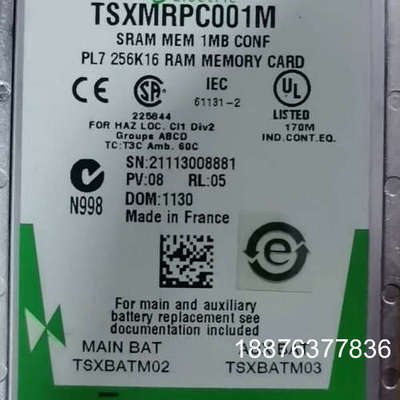 Electric
TSXMRPC001M
SRAM MEM 1MB CONF
PL7 256K16 RAM MEMORY CARD
CE
SA
225844
FOR HAZ LOC. CI1 Div2
Groups ABCD
TC:T3C Amb. 60C
IEC
61131-2
UL
LISTED
170M
IND.CONT.EQ.
N998
SN:21113008881
PV:08 RL:05
DOM:1130
Made in France
e
For main and auxiliary
battery replacement see
documentation included
MAIN BAT
TSXBATM02
TSXBATM03
18876377836